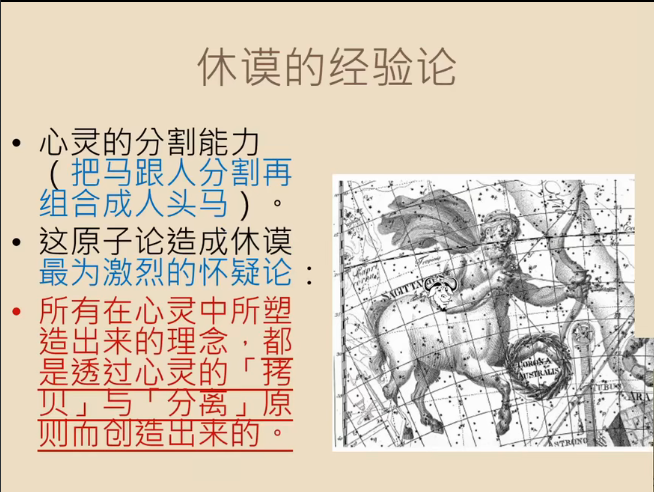 休谟的经验论
• 心灵的分割能力
（把马跟人分割再
组合成人头马）。
• 这原子论造成休谟
最为激烈的怀疑论：
• 所有在心灵中所塑
造出来的理念，都
是透过心灵的「拷
贝」与「分离」原
则而创造出来的。
SAGITTARIUS
CORONA
AUSTRALIS
ARA